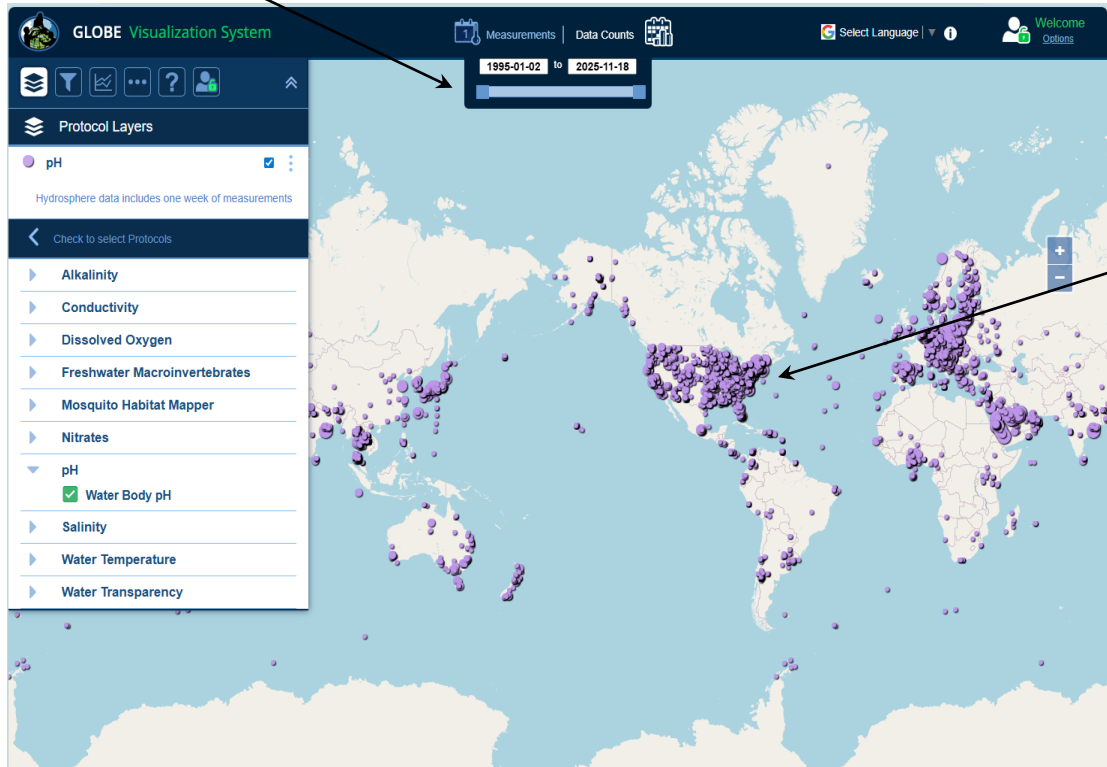 GLOBE Visualization System
1 Measurements | Data Counts
Select Language ▼
Welcome
Options
1995-01-02 to 2025-11-18
Protocol Layers
pH
Hydrosphere data includes one week of measurements
Check to select Protocols
Alkalinity
Conductivity
Dissolved Oxygen
Freshwater Macroinvertebrates
Mosquito Habitat Mapper
Nitrates
pH
Water Body pH
Salinity
Water Temperature
Water Transparency
+
−